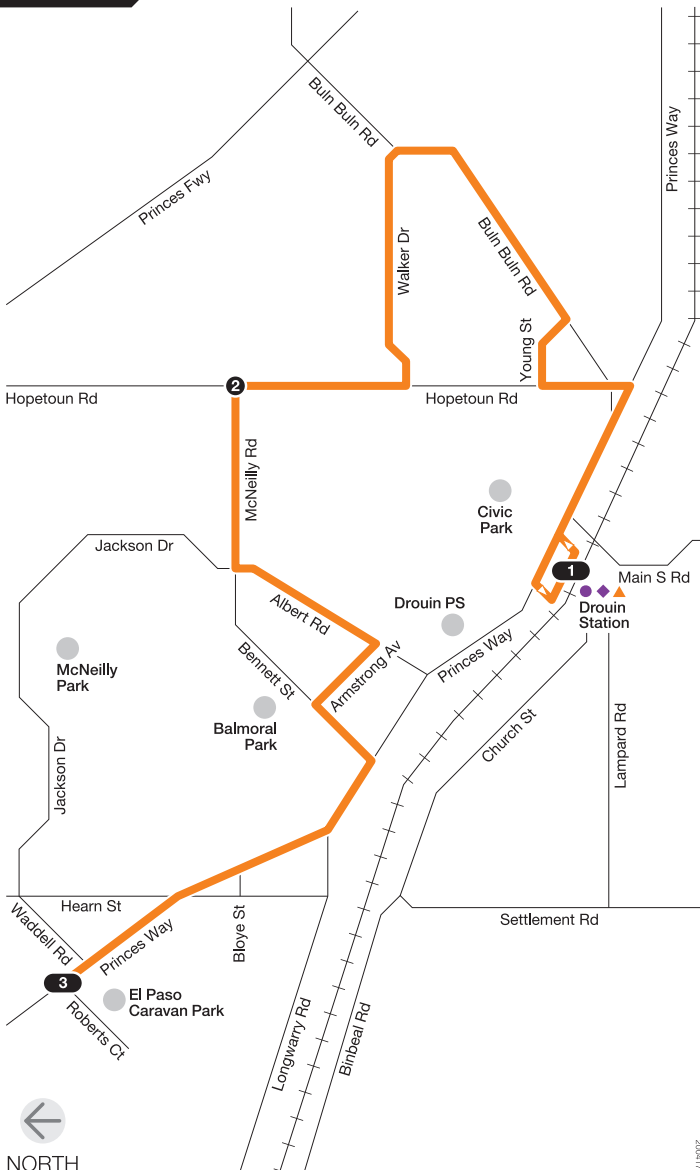 Buln Buln Rd
Princes Way
Princes Fwy
Walker Dr
Buln Buln Rd
Young St
2
Hopetoun Rd
Hopetoun Rd
McNeilly Rd
Civic
Park
Jackson Dr
1
Main S Rd
Drouin
Station
Albert Rd
Drouin PS
McNeilly
Park
Bennett St
Armstrong Av
Princes Way
Balmoral
Park
Church St
Lampard Rd
Jackson Dr
Hearn St
Waddell Rd
Princes Way
Bloye St
Settlement Rd
3
El Paso
Caravan Park
Roberts Ct
Longwarry Rd
Binbeal Rd
NORTH